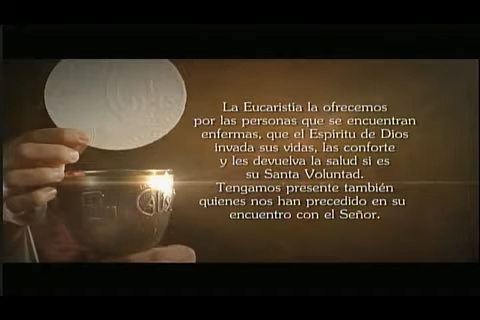 La Eucaristía la ofrecemos
por las personas que se encuentran
enfermas, que el Espíritu de Dios
invada sus vidas, las conforte
y les devuelva la salud si es
su Santa Voluntad.
Tengamos presente también
quienes nos han precedido en su
encuentro con el Señor.